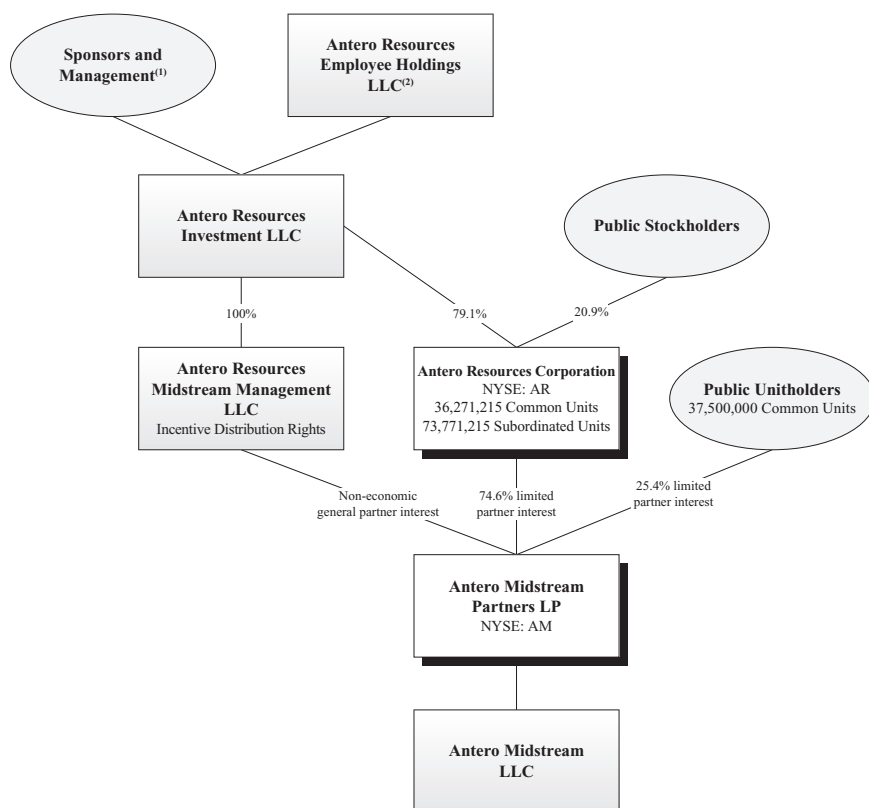 Sponsors and
Management(1)
Antero Resources
Employee Holdings
LLC(2)
Antero Resources
Investment LLC
Public Stockholders
100%
79.1%
20.9%
Antero Resources
Midstream Management
LLC
Incentive Distribution Rights
Antero Resources Corporation
NYSE: AR
36,271,215 Common Units
73,771,215 Subordinated Units
Public Unitholders
37,500,000 Common Units
Non-economic
general partner interest
74.6% limited
partner interest
25.4% limited
partner interest
Antero Midstream
Partners LP
NYSE: AM
Antero Midstream
LLC